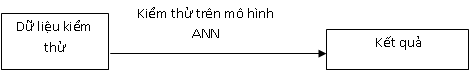 Dữ liệu kiểm
thử
Kiểm thử trên mô hình
ANN
Kết quả